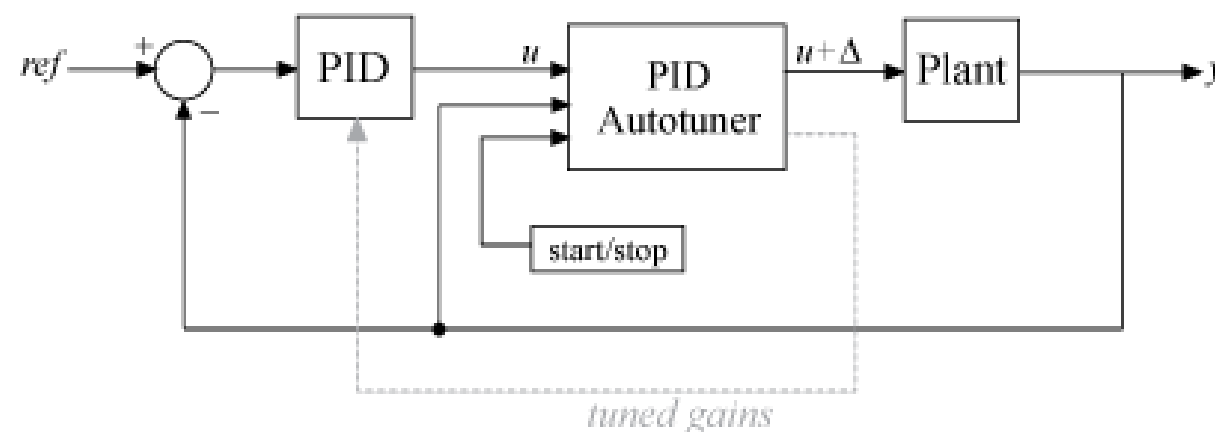 ref
+
−
PID
u
PID
Autotuner
u+Δ
Plant
y
start/stop
tuned gains